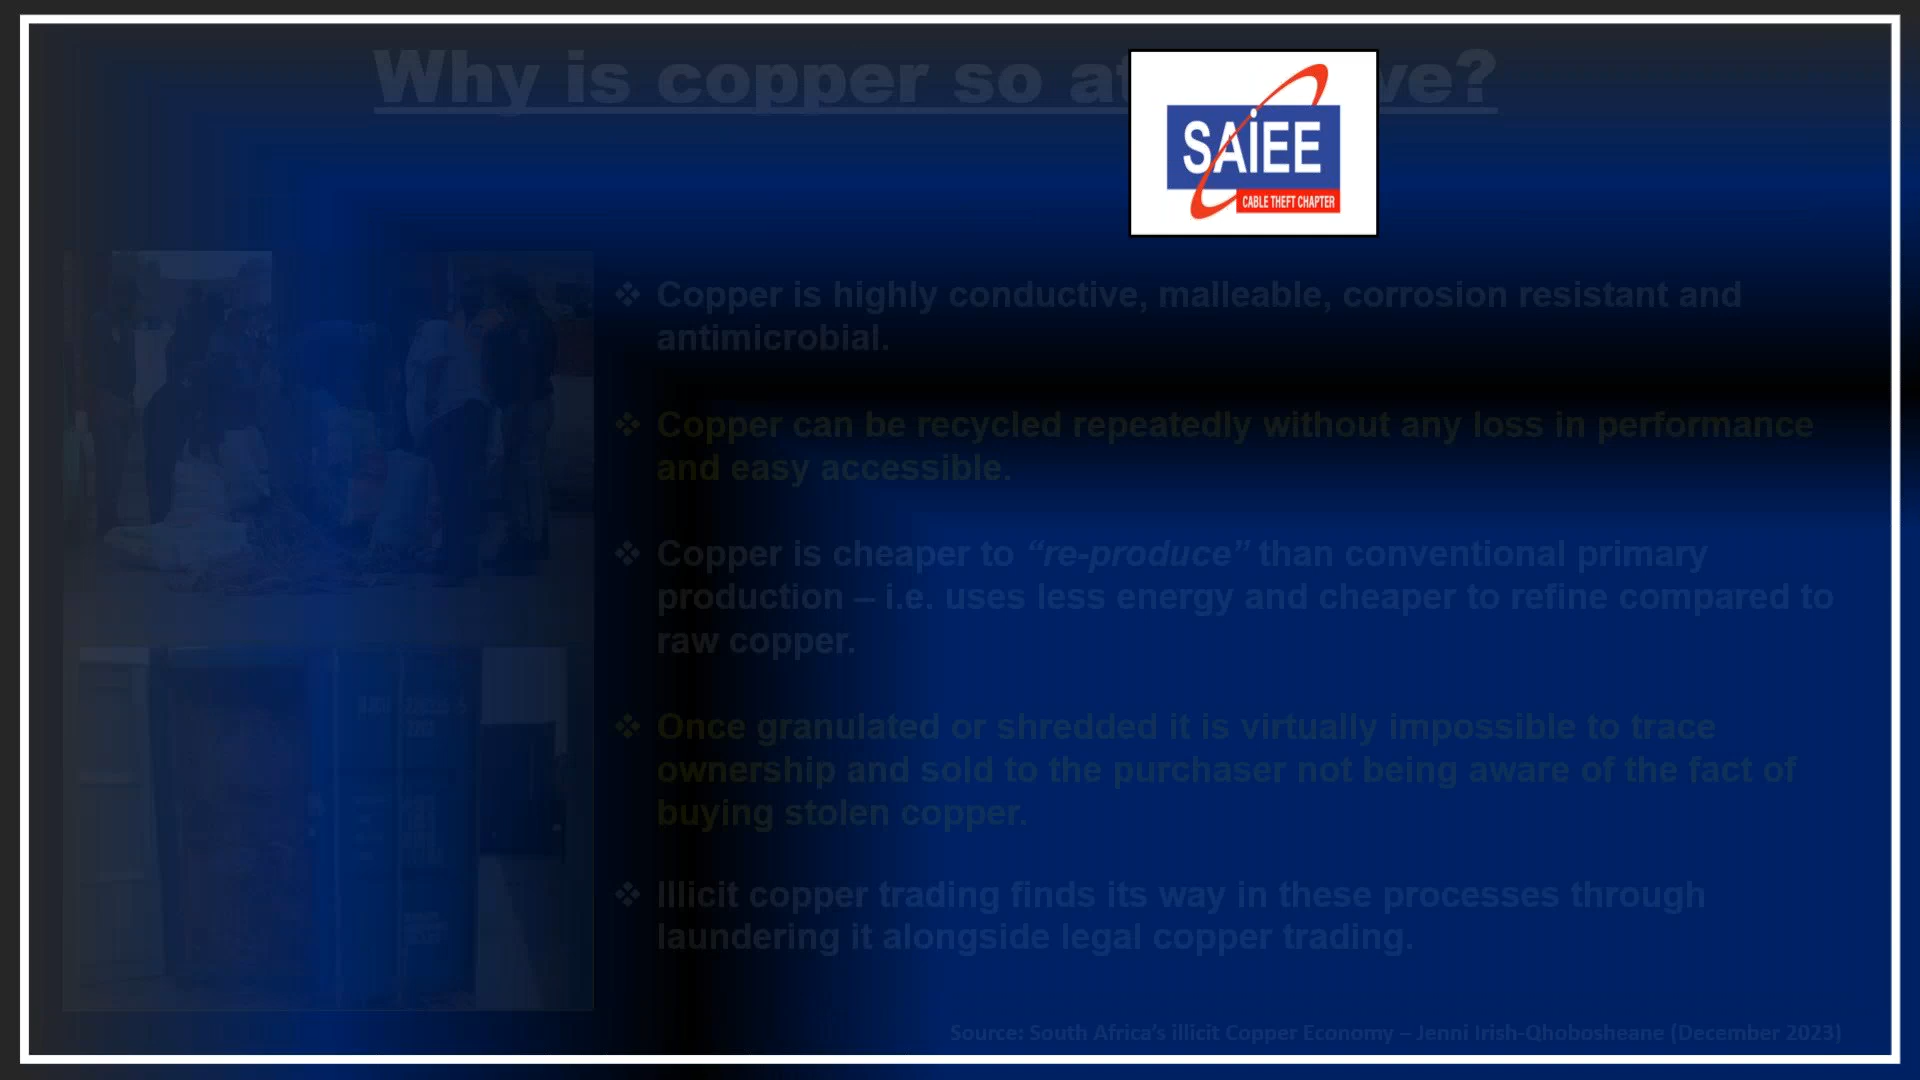 Why is copper so at ve?
SAiEE
CABLE THEFT CHAPTER
❖ Copper is highly conductive, malleable, corrosion resistant and
antimicrobial.
❖ Copper can be recycled repeatedly without any loss in performance
and easy accessible.
❖ Copper is cheaper to “re-produce” than conventional primary
production – i.e. uses less energy and cheaper to refine compared to
raw copper.
❖ Once granulated or shredded it is virtually impossible to trace
ownership and sold to the purchaser not being aware of the fact of
buying stolen copper.
❖ Illicit copper trading finds its way in these processes through
laundering it alongside legal copper trading.
Source: South Africa’s illicit Copper Economy – Jenni Irish-Qhobosheane (December 2023)